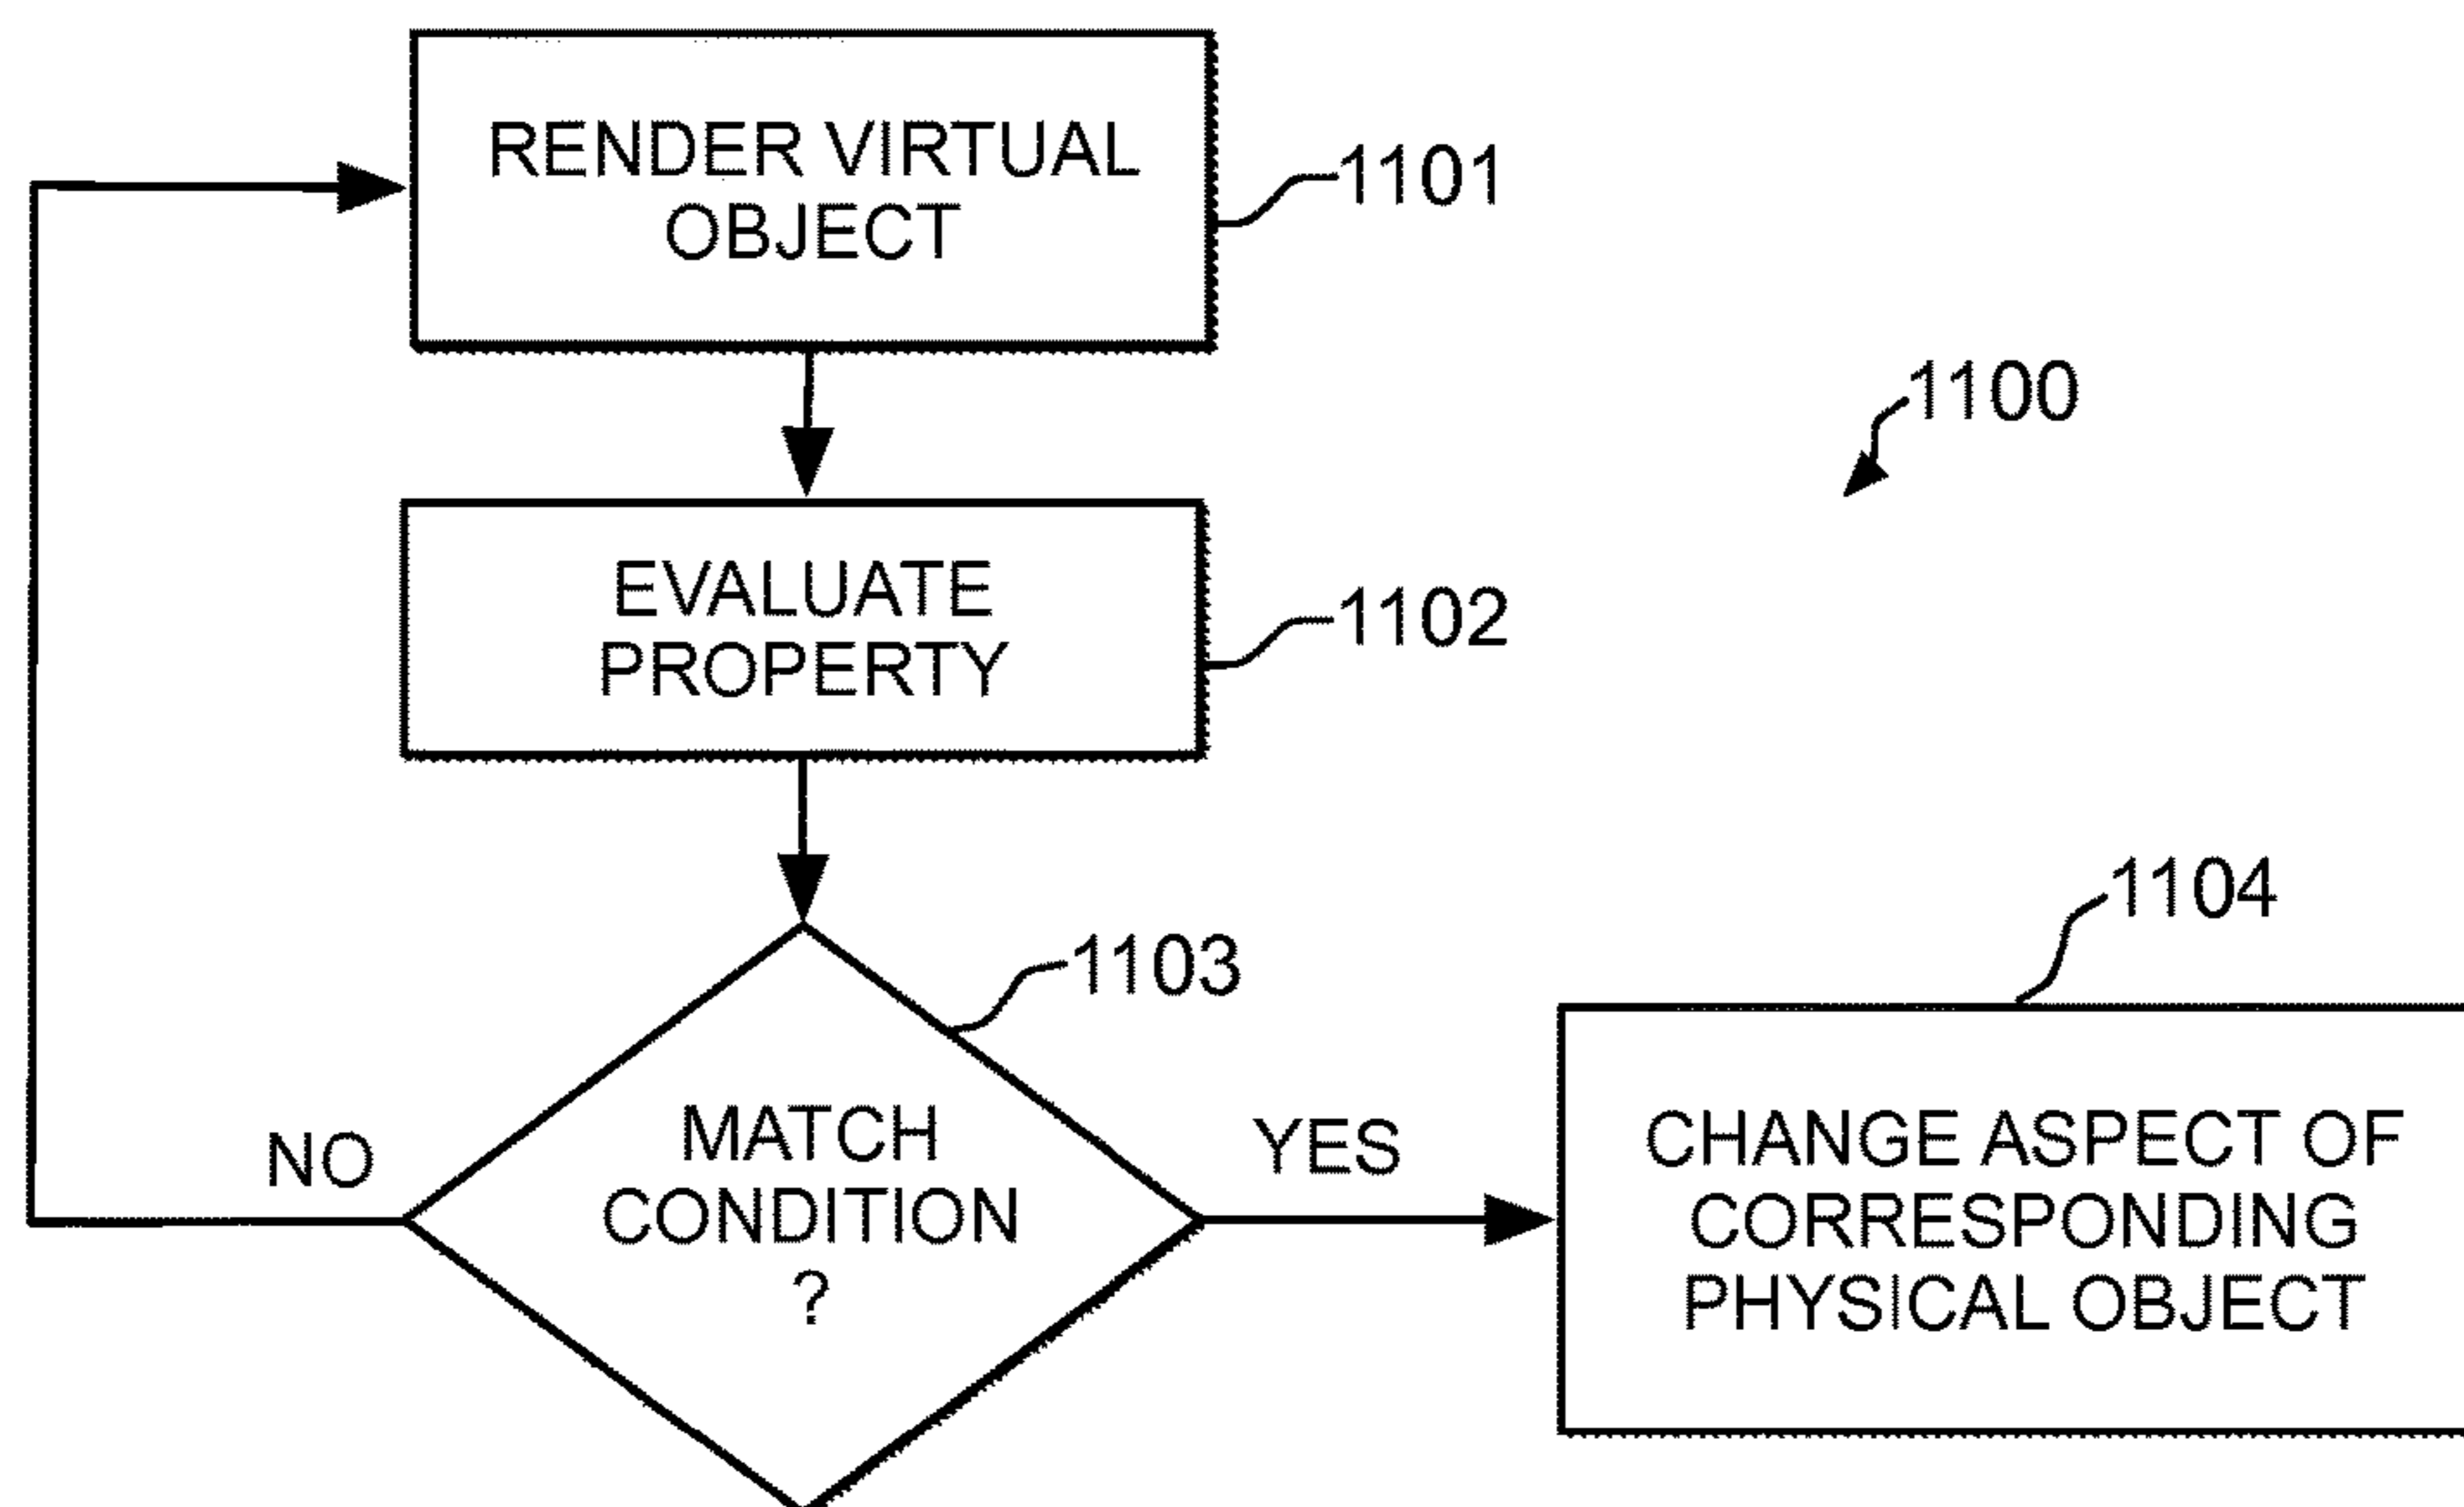 RENDER VIRTUAL
OBJECT
1101
1100
EVALUATE
PROPERTY
1102
1103
1104
MATCH
CONDITION
?
NO
YES
CHANGE ASPECT OF
CORRESPONDING
PHYSICAL OBJECT